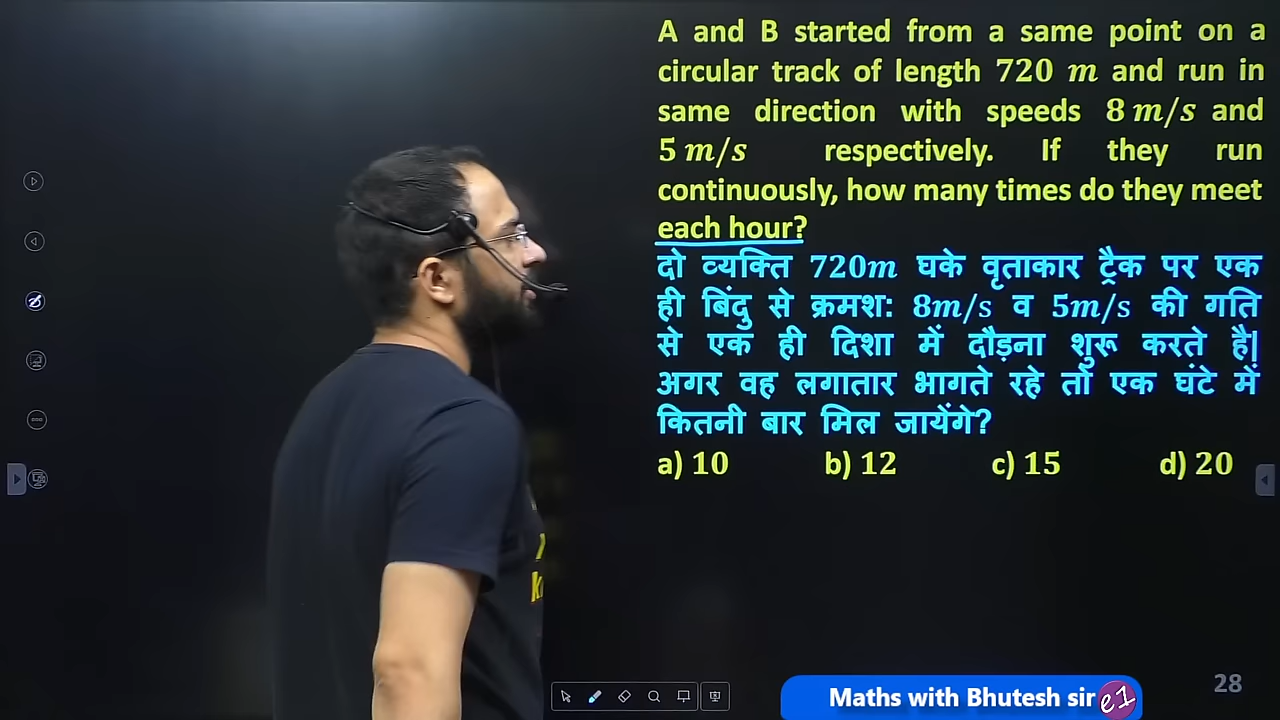 A and B started from a same point on a
circular track of length 720 m and run in
same direction with speeds 8 m/s and
5 m/s respectively. If they run
continuously, how many times do they meet
each hour?
दो व्यक्ति 720m घके वृताकार ट्रैक पर एक
ही बिंदु से क्रमश: 8m/s व 5m/s की गति
से एक ही दिशा में दौड़ना शुरू करते है|
अगर वह लगातार भागते रहे तो एक घंटे में
कितनी बार मिल जायेंगे?
a) 10 b) 12 c) 15 d) 20
Maths with Bhutesh sir e1
28